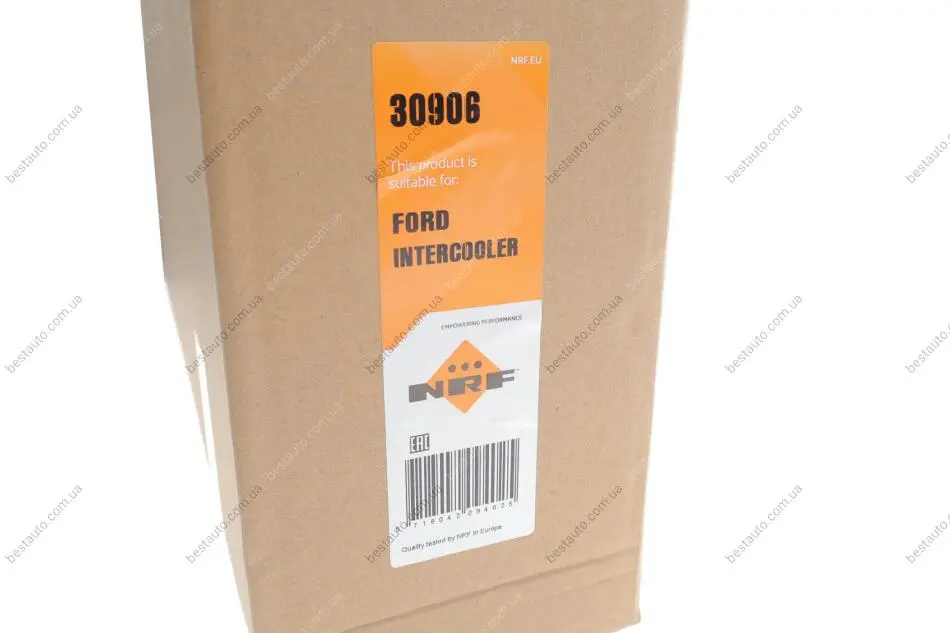 NRF.EU
30906
This product is
suitable for:
FORD
INTERCOOLER
EMPOWERING PERFORMANCE
NRF
EAC
718042094025
Quality tested by NRF in Europe
bestauto.com.ua